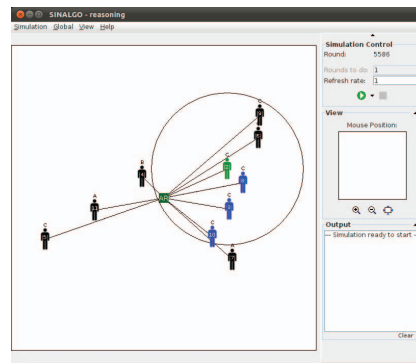 SINALGO - reasoning
Simulation Global View Help
Simulation Control
Round: 5586
Rounds to do: 1
Refresh rate: 1
View
Mouse Position:
Output
Simulation ready to start
Clear
C
C
C
B
C
A
AR
C
C
C
A